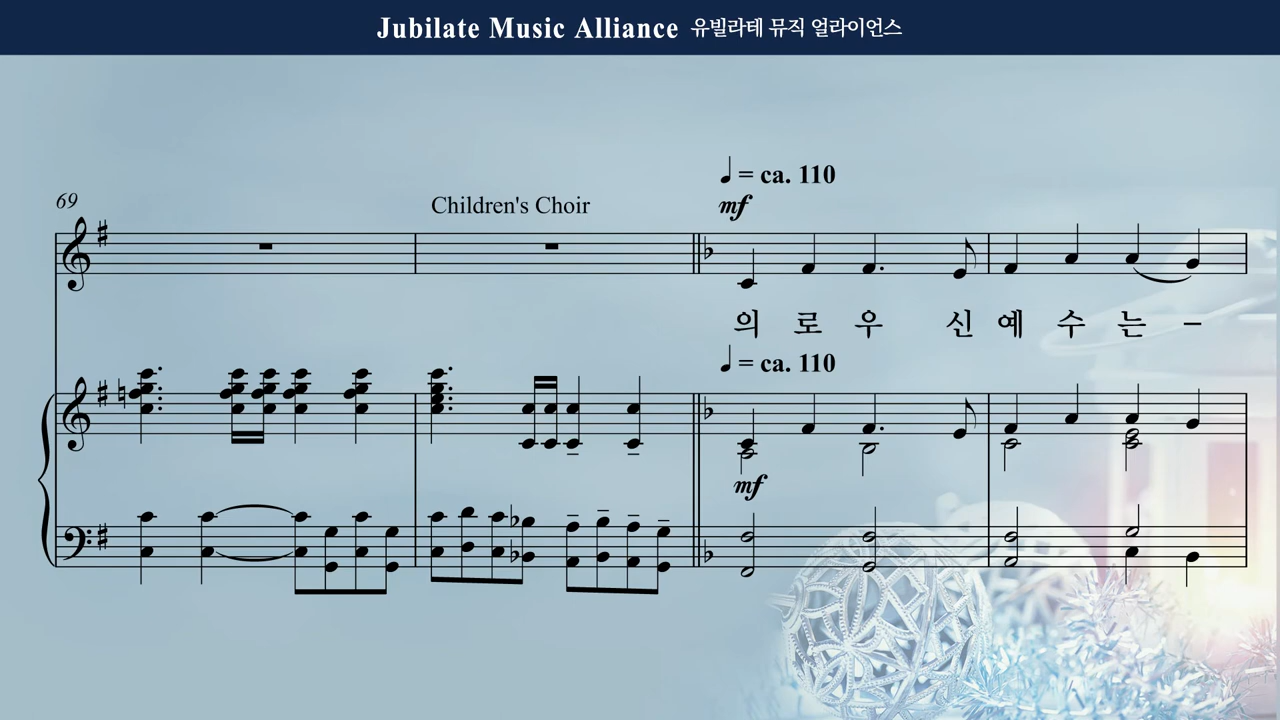 Jubilate Music Alliance 유빌라테 뮤직 얼라이언스
♩ = ca. 110
69
Children's Choir
mf
의 로 우 신 예 수 는 -
♩ = ca. 110
mf